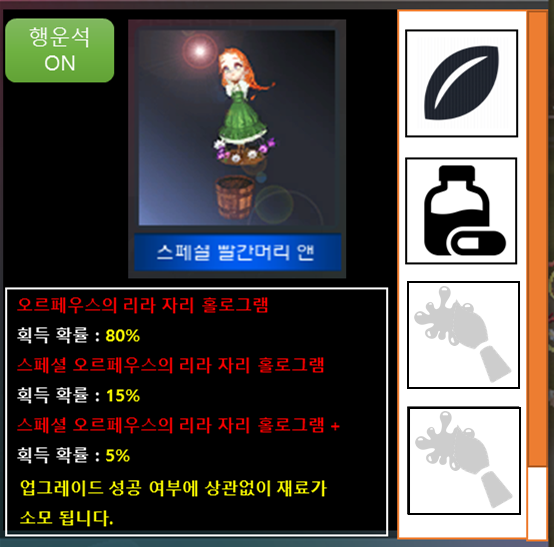 행운석
ON
스페셜 빨간머리 앤
오르페우스의 리라 자리 홀로그램
획득 확률 : 80%
스페셜 오르페우스의 리라 자리 홀로그램
획득 확률 : 15%
스페셜 오르페우스의 리라 자리 홀로그램 +
획득 확률 : 5%
업그레이드 성공 여부에 상관없이 재료가
소모 됩니다.